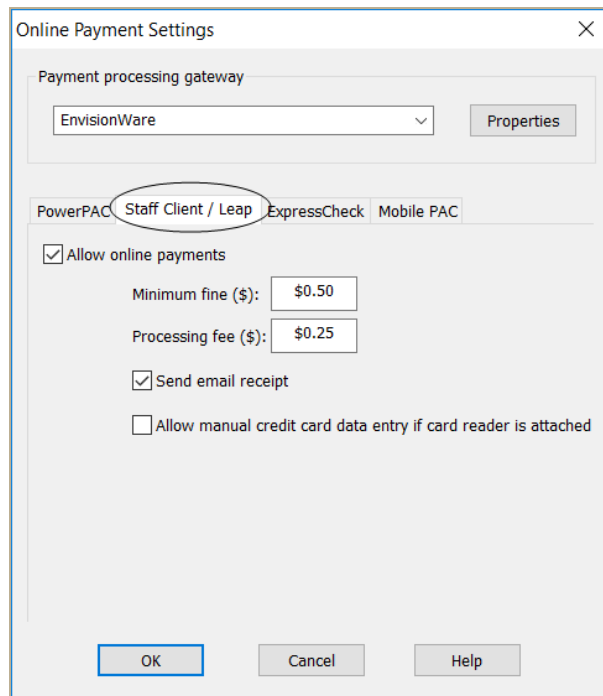 Online Payment Settings
Payment processing gateway
EnvisionWare
Properties
PowerPAC Staff Client / Leap ExpressCheck Mobile PAC
Allow online payments
Minimum fine ($): $0.50
Processing fee ($): $0.25
Send email receipt
Allow manual credit card data entry if card reader is attached
OK Cancel Help